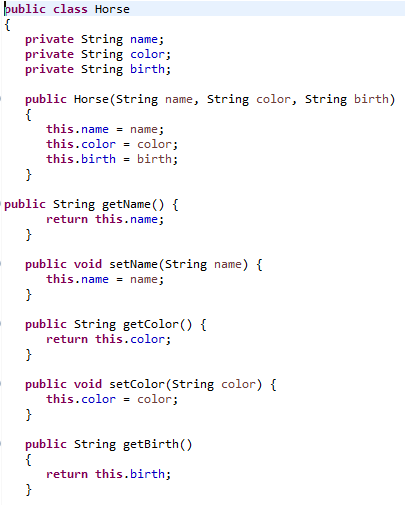 public class Horse
{
private String name;
private String color;
private String birth;
public Horse(String name, String color, String birth)
{
this.name = name;
this.color = color;
this.birth = birth;
}
public String getName() {
return this.name;
}
public void setName(String name) {
this.name = name;
}
public String getColor() {
return this.color;
}
public void setColor(String color) {
this.color = color;
}
public String getBirth()
{
return this.birth;
}